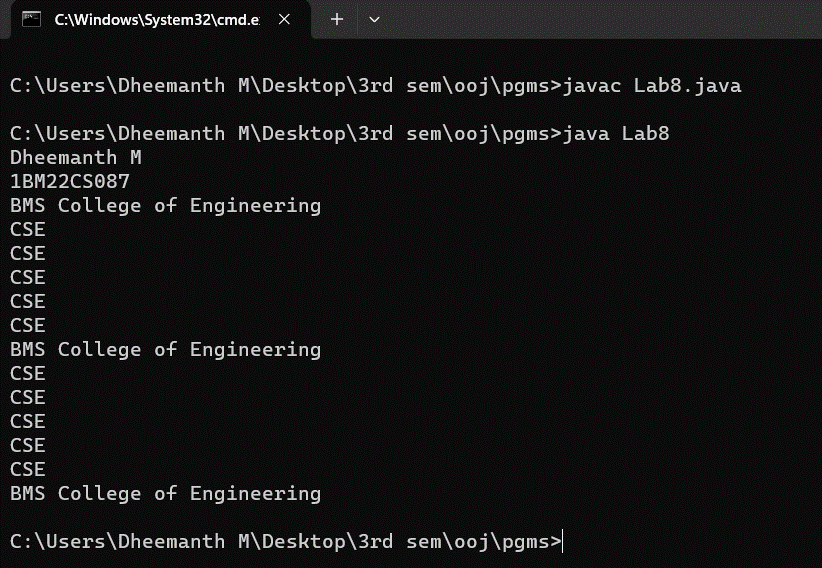 C:\Windows\System32\cmd.e
C:\Users\Dheemanth M\Desktop\3rd sem\ooj\pgms>javac Lab8.java
C:\Users\Dheemanth M\Desktop\3rd sem\ooj\pgms>java Lab8
Dheemanth M
1BM22CS087
BMS College of Engineering
CSE
CSE
CSE
CSE
CSE
BMS College of Engineering
CSE
CSE
CSE
CSE
CSE
BMS College of Engineering
C:\Users\Dheemanth M\Desktop\3rd sem\ooj\pgms>